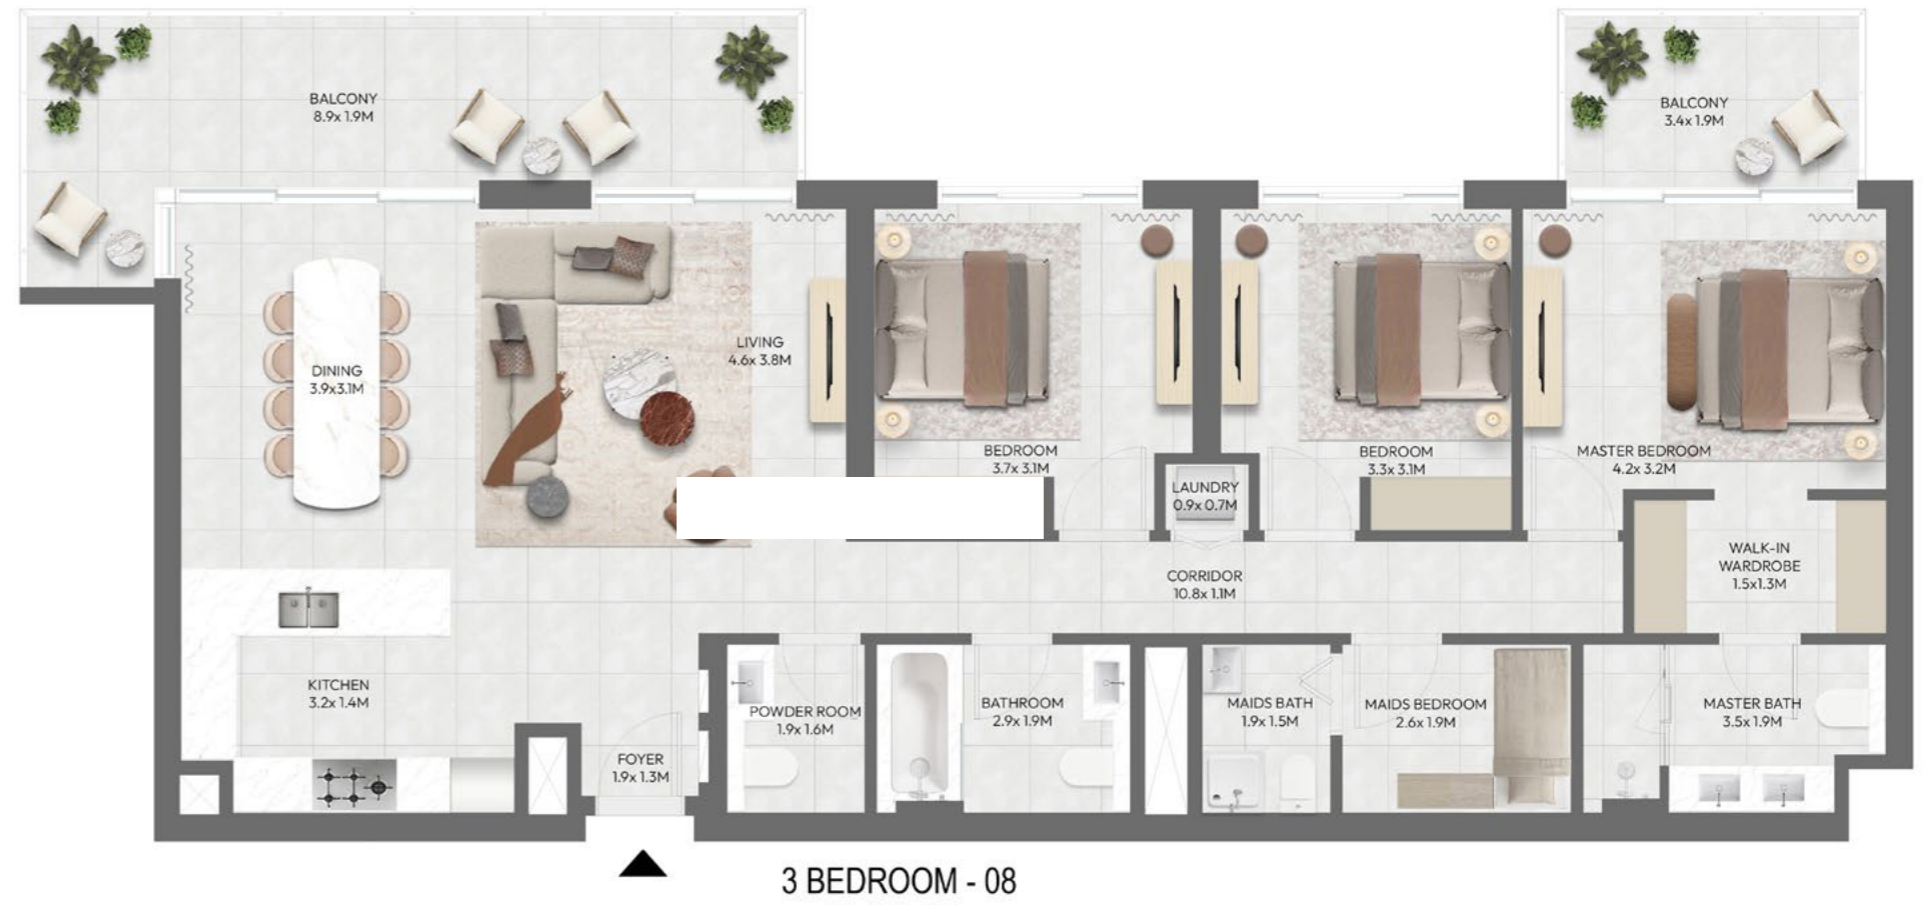 BALCONY
8.9x 1.9M
BALCONY
3.4x 1.9M
DINING
3.9x3.1M
LIVING
4.6x 3.8M
BEDROOM
3.7x 3.1M
LAUNDRY
0.9x 0.7M
BEDROOM
3.3x 3.1M
MASTER BEDROOM
4.2x 3.2M
WALK-IN
WARDROBE
1.5x1.3M
CORRIDOR
10.8x 1.1M
KITCHEN
3.2x 1.4M
FOYER
1.9x 1.3M
POWDER ROOM
1.9x 1.6M
BATHROOM
2.9x 1.9M
MAIDS BATH
1.9x 1.5M
MAIDS BEDROOM
2.6x 1.9M
MASTER BATH
3.5x 1.9M
3 BEDROOM - 08